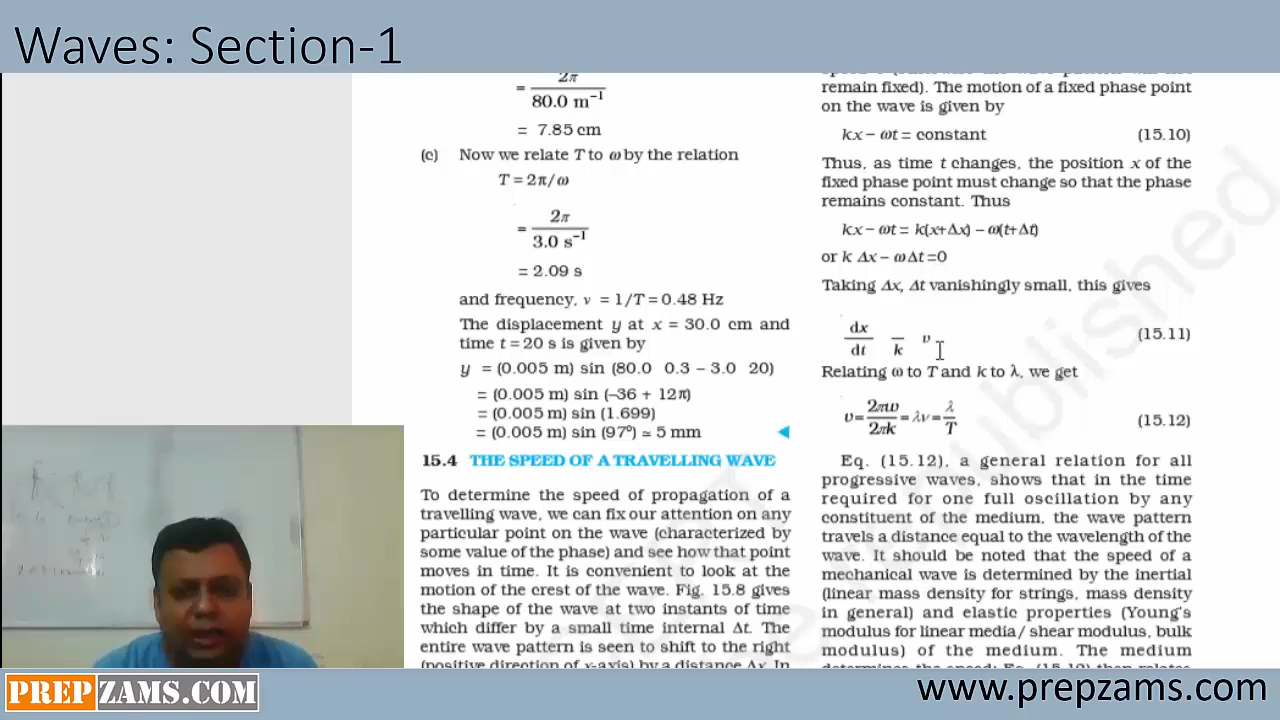 Waves: Section-1
= 2π / 80.0 m⁻¹
= 7.85 cm
(c) Now we relate T to ω by the relation
T = 2π/ω
= 2π / 3.0 s⁻¹
= 2.09 s
and frequency, v = 1/T = 0.48 Hz
The displacement y at x = 30.0 cm and
time t = 20 s is given by
y = (0.005 m) sin (80.0 0.3 – 3.0 20)
= (0.005 m) sin (–36 + 12π)
= (0.005 m) sin (1.699)
= (0.005 m) sin (97⁰) ≃ 5 mm
15.4 THE SPEED OF A TRAVELLING WAVE
To determine the speed of propagation of a
travelling wave, we can fix our attention on any
particular point on the wave (characterized by
some value of the phase) and see how that point
moves in time. It is convenient to look at the
motion of the crest of the wave. Fig. 15.8 gives
the shape of the wave at two instants of time
which differ by a small time internal Δt. The
entire wave pattern is seen to shift to the right
(positive direction of x-axis) by a distance Δx. In
remain fixed). The motion of a fixed phase point
on the wave is given by
kx – ωt = constant (15.10)
Thus, as time t changes, the position x of the
fixed phase point must change so that the phase
remains constant. Thus
kx – ωt = k(x+Δx) – ω(t+Δt)
or k Δx – ω Δt =0
Taking Δx, Δt vanishingly small, this gives
dx/dt /k v (15.11)
Relating ω to T and k to λ, we get
υ = 2πω/2πk = λν = λ/T (15.12)
Eq. (15.12), a general relation for all
progressive waves, shows that in the time
required for one full oscillation by any
constituent of the medium, the wave pattern
travels a distance equal to the wavelength of the
wave. It should be noted that the speed of a
mechanical wave is determined by the inertial
(linear mass density for strings, mass density
in general) and elastic properties (Young's
modulus for linear media/ shear modulus, bulk
modulus) of the medium. The medium
PREPZAMS.COM
www.prepzams.com